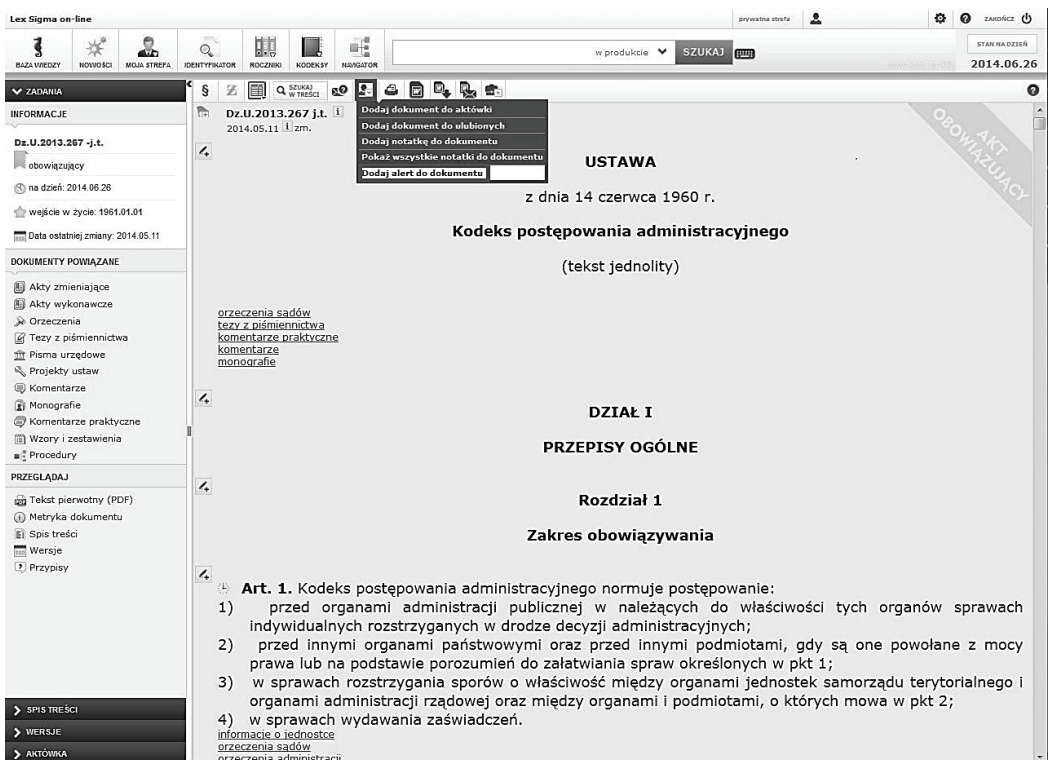 Lex Sigma on-line
prywatna strefa
ZAKOŃCZ
BAZA WIEDZY
NOWOŚCI
MOJA STREFA
IDENTYFIKATOR
ROCZNIKI
KODEKSY
NAWIGATOR
w produkcie
SZUKAJ
STAN NA DZIEŃ
2014.06.26
ZADANIA
INFORMACJE
Dz.U.2013.267 -j.t.
obowiązujący
na dzień: 2014.06.26
wejście w życie: 1961.01.01
Data ostatniej zmiany: 2014.05.11
DOKUMENTY POWIĄZANE
Akty zmieniające
Akty wykonawcze
Orzeczenia
Tezy z piśmiennictwa
Pisma urzędowe
Projekty ustaw
Komentarze
Monografie
Komentarze praktyczne
Wzory i zestawienia
Procedury
PRZEGLĄDAJ
Tekst pierwotny (PDF)
Metryka dokumentu
Spis treści
Wersje
Przypisy
SPIS TREŚCI
WERSJE
AKTÓWKA
SZUKAJ
W TREŚCI
Dz.U.2013.267 j.t.
2014.05.11 zm.
Dodaj dokument do aktówki
Dodaj dokument do ulubionych
Dodaj notatkę do dokumentu
Pokaż wszystkie notatki do dokumentu
Dodaj alert do dokumentu
AKT
OBOWIĄZUJĄCY
USTAWA
z dnia 14 czerwca 1960 r.
Kodeks postępowania administracyjnego
(tekst jednolity)
orzeczenia sądów
tezy z piśmiennictwa
komentarze praktyczne
komentarze
monografie
DZIAŁ I
PRZEPISY OGÓLNE
Rozdział 1
Zakres obowiązywania
Art. 1. Kodeks postępowania administracyjnego normuje postępowanie:
1) przed organami administracji publicznej w należących do właściwości tych organów sprawach
indywidualnych rozstrzyganych w drodze decyzji administracyjnych;
2) przed innymi organami państwowymi oraz przed innymi podmiotami, gdy są one powołane z mocy
prawa lub na podstawie porozumień do załatwiania spraw określonych w pkt 1;
3) w sprawach rozstrzygania sporów o właściwość między organami jednostek samorządu terytorialnego i
organami administracji rządowej oraz między organami i podmiotami, o których mowa w pkt 2;
4) w sprawach wydawania zaświadczeń.
informacje o jednostce
orzeczenia sądów
orzeczenia administracji